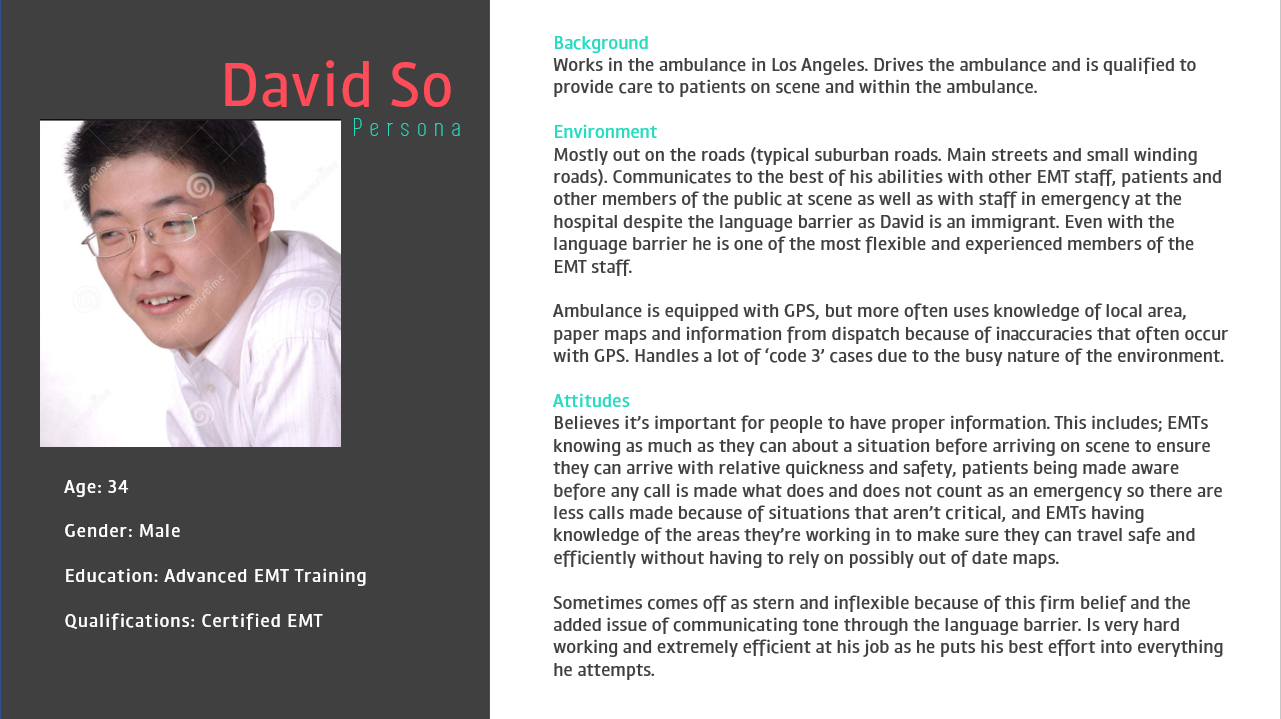 David So
Persona
dreamstime
dreamstime
Age: 34
Gender: Male
Education: Advanced EMT Training
Qualifications: Certified EMT
Background
Works in the ambulance in Los Angeles. Drives the ambulance and is qualified to
provide care to patients on scene and within the ambulance.
Environment
Mostly out on the roads (typical suburban roads. Main streets and small winding
roads). Communicates to the best of his abilities with other EMT staff, patients and
other members of the public at scene as well as with staff in emergency at the
hospital despite the language barrier as David is an immigrant. Even with the
language barrier he is one of the most flexible and experienced members of the
EMT staff.
Ambulance is equipped with GPS, but more often uses knowledge of local area,
paper maps and information from dispatch because of inaccuracies that often occur
with GPS. Handles a lot of ‘code 3’ cases due to the busy nature of the environment.
Attitudes
Believes it’s important for people to have proper information. This includes; EMTs
knowing as much as they can about a situation before arriving on scene to ensure
they can arrive with relative quickness and safety, patients being made aware
before any call is made what does and does not count as an emergency so there are
less calls made because of situations that aren’t critical, and EMTs having
knowledge of the areas they’re working in to make sure they can travel safe and
efficiently without having to rely on possibly out of date maps.
Sometimes comes off as stern and inflexible because of this firm belief and the
added issue of communicating tone through the language barrier. Is very hard
working and extremely efficient at his job as he puts his best effort into everything
he attempts.